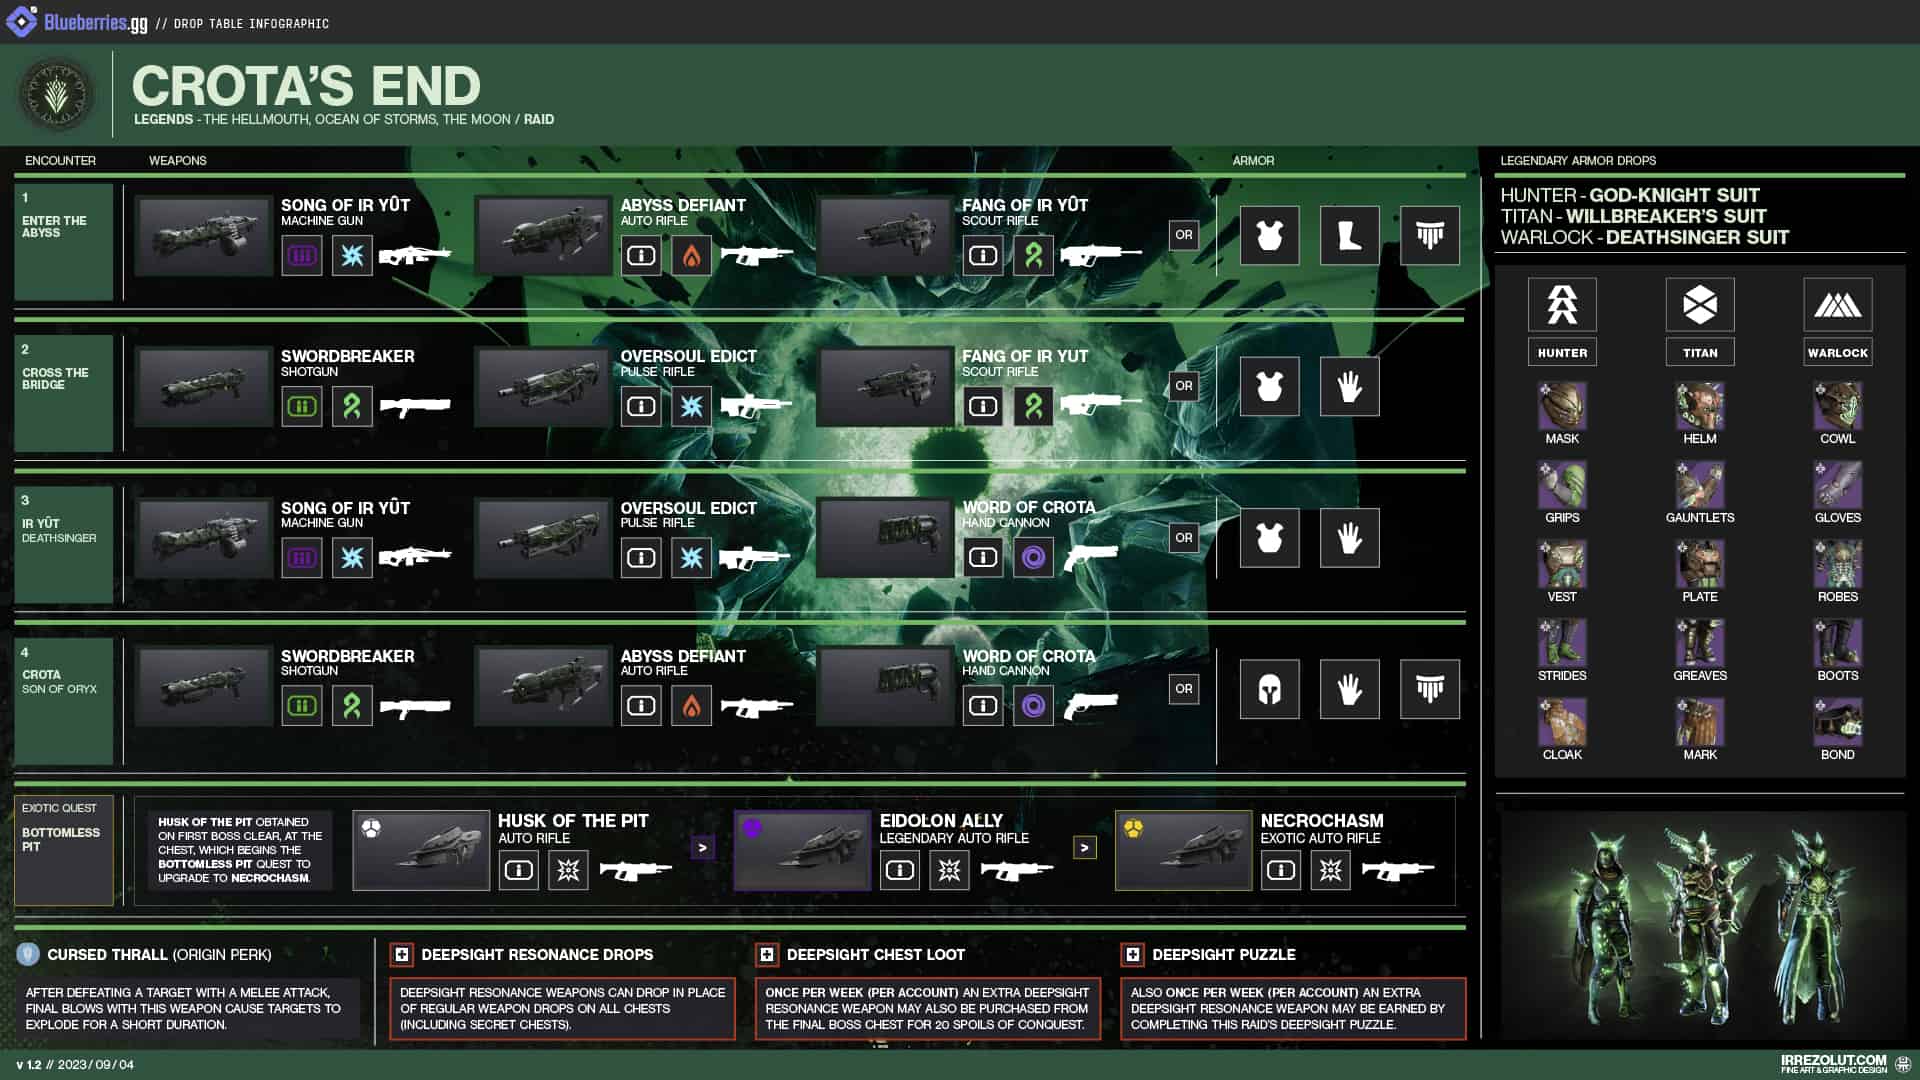 Blueberries.gg // DROP TABLE INFOGRAPHIC
CROTA'S END
LEGENDS - THE HELLMOUTH, OCEAN OF STORMS, THE MOON / RAID
ENCOUNTER
WEAPONS
ARMOR
1
ENTER THE
ABYSS
SONG OF IR YÛT
MACHINE GUN
ABYSS DEFIANT
AUTO RIFLE
FANG OF IR YÛT
SCOUT RIFLE
OR
2
CROSS THE
BRIDGE
SWORDBREAKER
SHOTGUN
OVERSOUL EDICT
PULSE RIFLE
FANG OF IR YUT
SCOUT RIFLE
OR
3
IR YÛT
DEATHSINGER
SONG OF IR YÛT
MACHINE GUN
OVERSOUL EDICT
PULSE RIFLE
WORD OF CROTA
HAND CANNON
OR
4
CROTA
SON OF ORYX
SWORDBREAKER
SHOTGUN
ABYSS DEFIANT
AUTO RIFLE
WORD OF CROTA
HAND CANNON
OR
EXOTIC QUEST
BOTTOMLESS
PIT
HUSK OF THE PIT OBTAINED
ON FIRST BOSS CLEAR, AT THE
CHEST, WHICH BEGINS THE
BOTTOMLESS PIT QUEST TO
UPGRADE TO NECROCHASM.
HUSK OF THE PIT
AUTO RIFLE
>
EIDOLON ALLY
LEGENDARY AUTO RIFLE
>
NECROCHASM
EXOTIC AUTO RIFLE
CURSED THRALL (ORIGIN PERK)
AFTER DEFEATING A TARGET WITH A MELEE ATTACK,
FINAL BLOWS WITH THIS WEAPON CAUSE TARGETS TO
EXPLODE FOR A SHORT DURATION.
DEEPSIGHT RESONANCE DROPS
DEEPSIGHT RESONANCE WEAPONS CAN DROP IN PLACE
OF REGULAR WEAPON DROPS ON ALL CHESTS
(INCLUDING SECRET CHESTS).
DEEPSIGHT CHEST LOOT
ONCE PER WEEK (PER ACCOUNT) AN EXTRA DEEPSIGHT
RESONANCE WEAPON MAY ALSO BE PURCHASED FROM
THE FINAL BOSS CHEST FOR 20 SPOILS OF CONQUEST.
DEEPSIGHT PUZZLE
ALSO ONCE PER WEEK (PER ACCOUNT) AN EXTRA
DEEPSIGHT RESONANCE WEAPON MAY BE EARNED BY
COMPLETING THIS RAID'S DEEPSIGHT PUZZLE.
LEGENDARY ARMOR DROPS
HUNTER - GOD-KNIGHT SUIT
TITAN - WILLBREAKER'S SUIT
WARLOCK - DEATHSINGER SUIT
HUNTER
TITAN
WARLOCK
MASK
HELM
COWL
GRIPS
GAUNTLETS
GLOVES
VEST
PLATE
ROBES
STRIDES
GREAVES
BOOTS
CLOAK
MARK
BOND
v 1.2 // 2023/09/04
IRREZOLUT.COM
FINE ART & GRAPHIC DESIGN